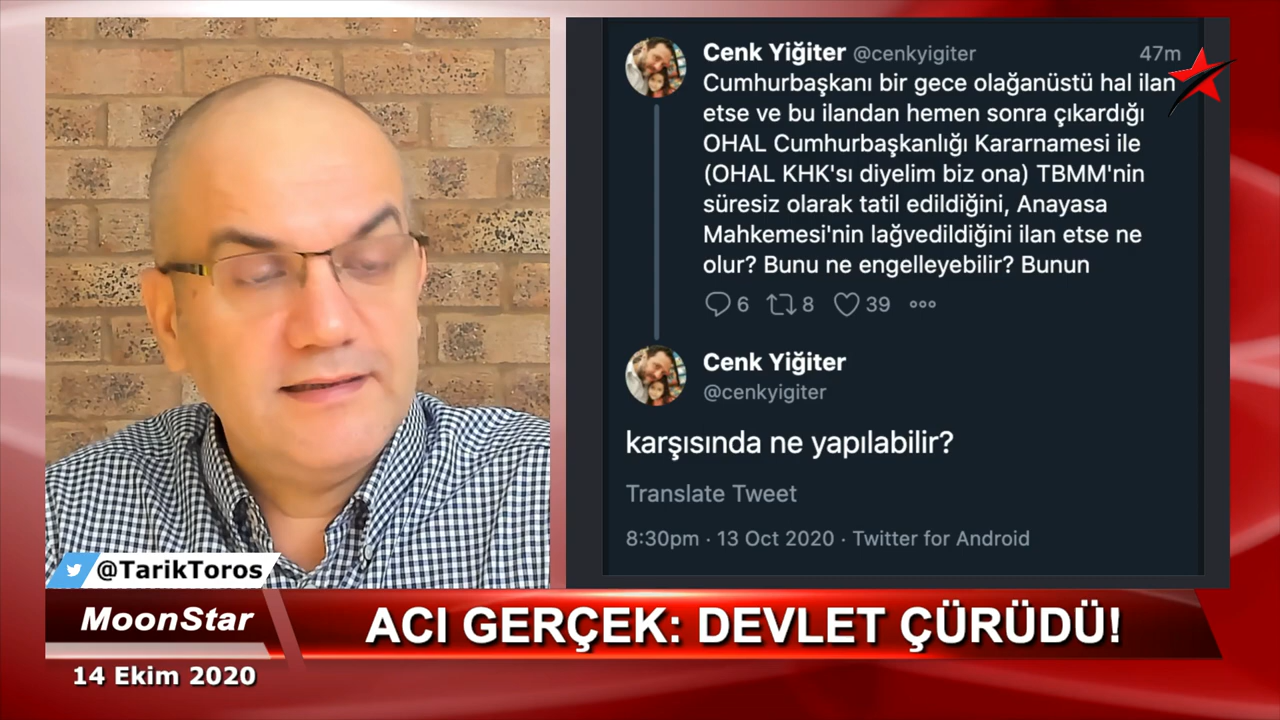 Cenk Yiğiter @cenkyigiter 47m
Cumhurbaşkanı bir gece olağanüstü hal ilan
etse ve bu ilandan hemen sonra çıkardığı
OHAL Cumhurbaşkanlığı Kararnamesi ile
(OHAL KHK'sı diyelim biz ona) TBMM'nin
süresiz olarak tatil edildiğini, Anayasa
Mahkemesi'nin lağvedildiğini ilan etse ne
olur? Bunu ne engelleyebilir? Bunun
6 8 39
Cenk Yiğiter
@cenkyigiter
karşısında ne yapılabilir?
Translate Tweet
8:30pm · 13 Oct 2020 · Twitter for Android
@TarikToros
MoonStar
ACI GERÇEK: DEVLET ÇÜRÜDÜ!
14 Ekim 2020